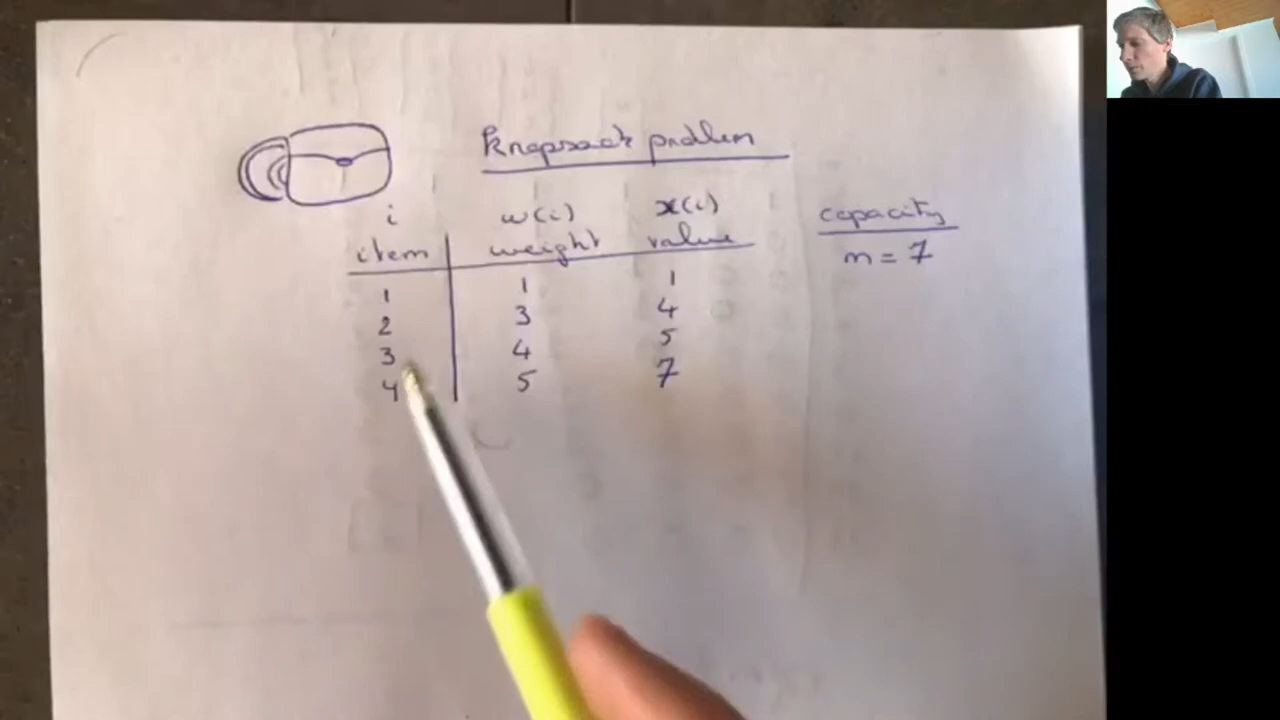 Knapsack problem
i w(i) x(i) capacity
item weight value m = 7
1 1 1
2 3 4
3 4 5
4 5 7